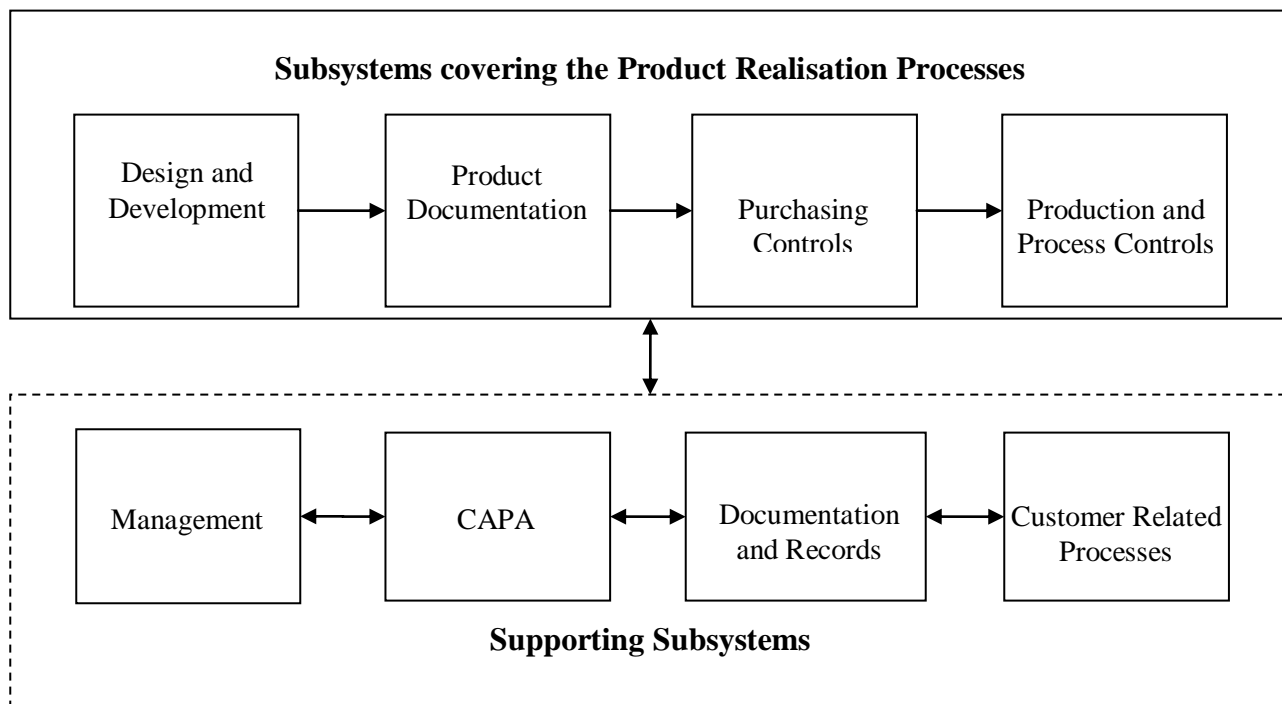 Subsystems covering the Product Realisation Processes
Design and
Development
Product
Documentation
Purchasing
Controls
Production and
Process Controls
Management
CAPA
Documentation
and Records
Customer Related
Processes
Supporting Subsystems